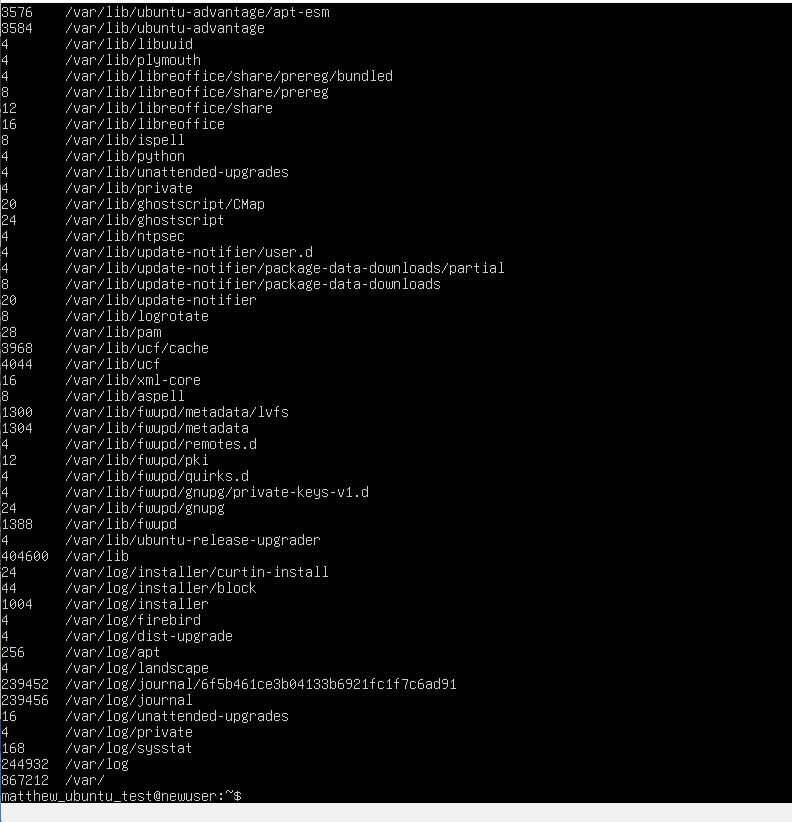 3576    /var/lib/ubuntu-advantage/apt-esm
3584    /var/lib/ubuntu-advantage
4       /var/lib/libuuid
4       /var/lib/plymouth
4       /var/lib/libreoffice/share/prereg/bundled
8       /var/lib/libreoffice/share/prereg
12      /var/lib/libreoffice/share
16      /var/lib/libreoffice
8       /var/lib/ispell
4       /var/lib/python
4       /var/lib/unattended-upgrades
4       /var/lib/private
20      /var/lib/ghostscript/CMap
24      /var/lib/ghostscript
4       /var/lib/ntpsec
4       /var/lib/update-notifier/user.d
4       /var/lib/update-notifier/package-data-downloads/partial
8       /var/lib/update-notifier/package-data-downloads
20      /var/lib/update-notifier
8       /var/lib/logrotate
28      /var/lib/pam
3968    /var/lib/ucf/cache
4044    /var/lib/ucf
16      /var/lib/xml-core
8       /var/lib/aspell
1300    /var/lib/fwupd/metadata/lvfs
1304    /var/lib/fwupd/metadata
4       /var/lib/fwupd/remotes.d
12      /var/lib/fwupd/pki
4       /var/lib/fwupd/quirks.d
4       /var/lib/fwupd/gnupg/private-keys-v1.d
24      /var/lib/fwupd/gnupg
1388    /var/lib/fwupd
4       /var/lib/ubuntu-release-upgrader
404600  /var/lib
24      /var/log/installer/curtin-install
44      /var/log/installer/block
1004    /var/log/installer
4       /var/log/firebird
4       /var/log/dist-upgrade
256     /var/log/apt
4       /var/log/landscape
239452  /var/log/journal/6f5b461ce3b04133b6921fc1f7c6ad91
239456  /var/log/journal
16      /var/log/unattended-upgrades
4       /var/log/private
168     /var/log/sysstat
244932  /var/log
867212  /var/
matthew_ubuntu_test@newuser:~$